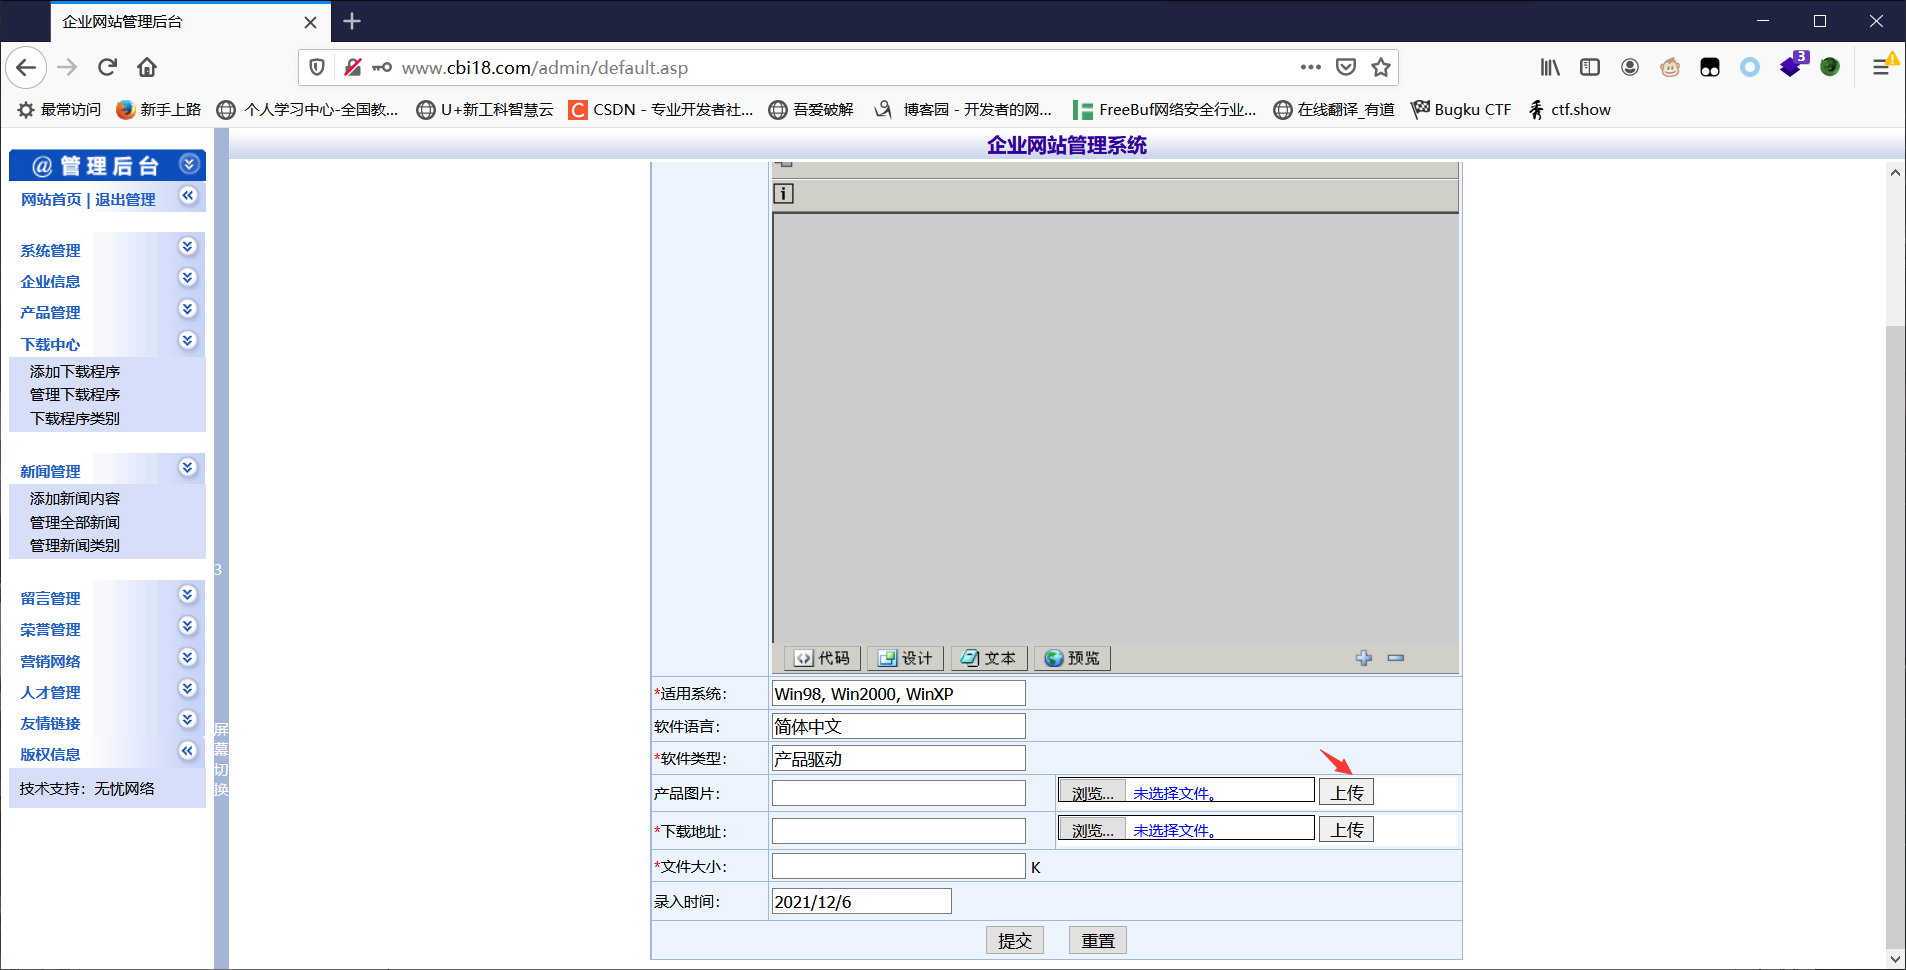 企业网站管理后台
www.cbi18.com/admin/default.asp
3
最常访问 新手上路 个人学习中心-全国教... U+新工科智慧云 CSDN - 专业开发者社... 吾爱破解 博客园 - 开发者的网... FreeBuf网络安全行业... 在线翻译_有道 Bugku CTF ctf.show
企业网站管理系统
@ 管理后台
网站首页 | 退出管理
系统管理
企业信息
产品管理
下载中心
添加下载程序
管理下载程序
下载程序类别
新闻管理
添加新闻内容
管理全部新闻
管理新闻类别
留言管理
荣誉管理
营销网络
人才管理
友情链接
版权信息
技术支持：无忧网络
3
屏
幕
切
换
代码 设计 文本 预览
*适用系统： Win98, Win2000, WinXP
软件语言： 简体中文
*软件类型： 产品驱动
产品图片： 浏览... 未选择文件。 上传
*下载地址： 浏览... 未选择文件。 上传
*文件大小： K
录入时间： 2021/12/6
提交 重置